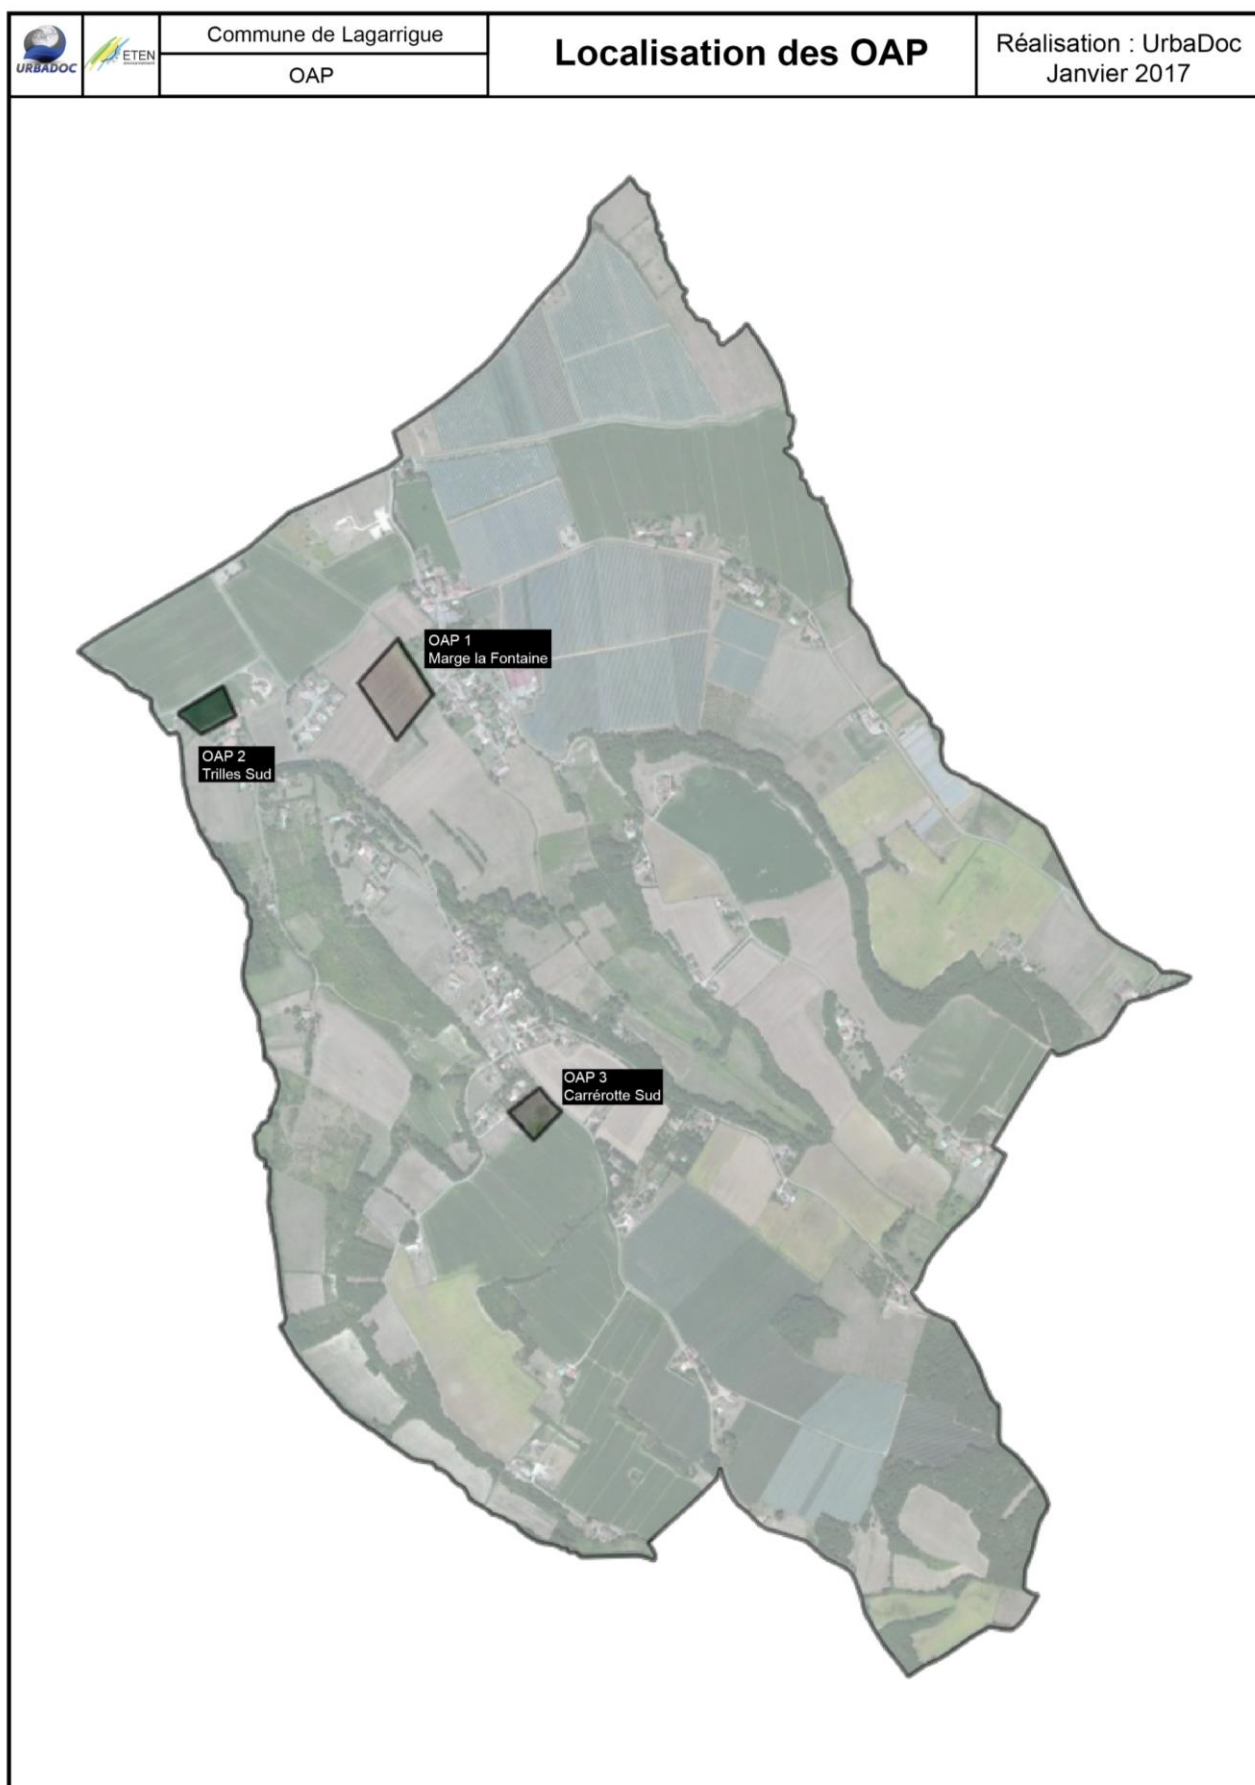 URBADOC
ETEN
environnement
Commune de Lagarrigue
OAP
Localisation des OAP
Réalisation : UrbaDoc
Janvier 2017
OAP 1
Marge la Fontaine
OAP 2
Trilles Sud
OAP 3
Carrérotte Sud